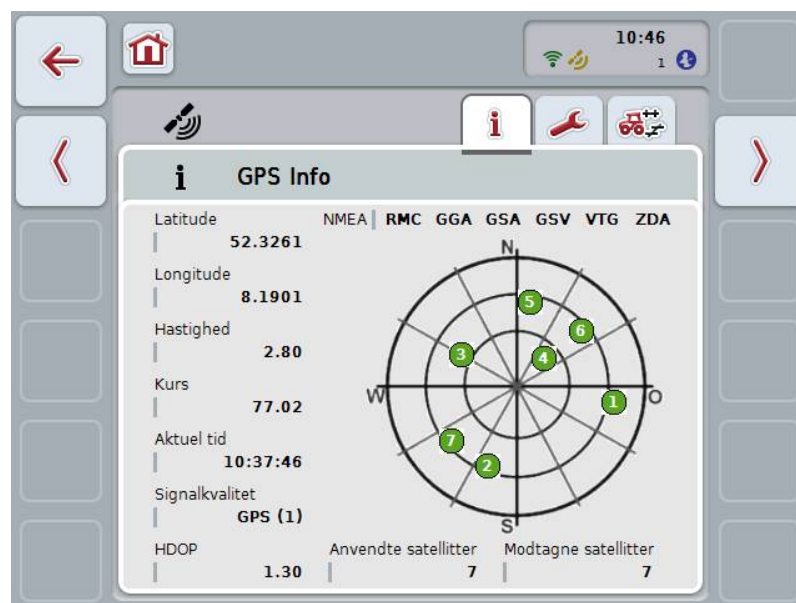 10:46
1
GPS Info
Latitude
52.3261
NMEA RMC GGA GSA GSV VTG ZDA
Longitude
8.1901
Hastighed
2.80
Kurs
77.02
Aktuel tid
10:37:46
Signalkvalitet
GPS (1)
HDOP
1.30
N
5
6
3
4
W
1
O
7
2
S
Anvendte satellitter
7
Modtagne satellitter
7